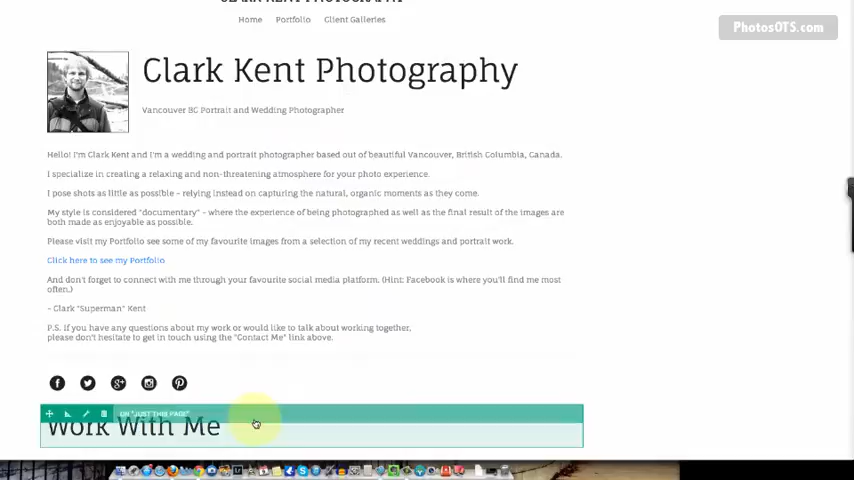 CLARK KENT PHOTOGRAPHY
PhotosOTS.com
Home Portfolio Client Galleries
Clark Kent Photography
Vancouver BC Portrait and Wedding Photographer
Hello! I'm Clark Kent and I'm a wedding and portrait photographer based out of beautiful Vancouver, British Columbia, Canada.
I specialize in creating a relaxing and non-threatening atmosphere for your photo experience.
I pose shots as little as possible - relying instead on capturing the natural, organic moments as they come.
My style is considered "documentary" - where the experience of being photographed as well as the final result of the images are
both made as enjoyable as possible.
Please visit my Portfolio see some of my favourite images from a selection of my recent weddings and portrait work.
Click here to see my Portfolio
And don't forget to connect with me through your favourite social media platform. (Hint: Facebook is where you'll find me most
often.)
- Clark "Superman" Kent
P.S. if you have any questions about my work or would like to talk about working together,
please don't hesitate to get in touch using the "Contact Me" link above.
ON "JUST THIS PAGE"
Work With Me